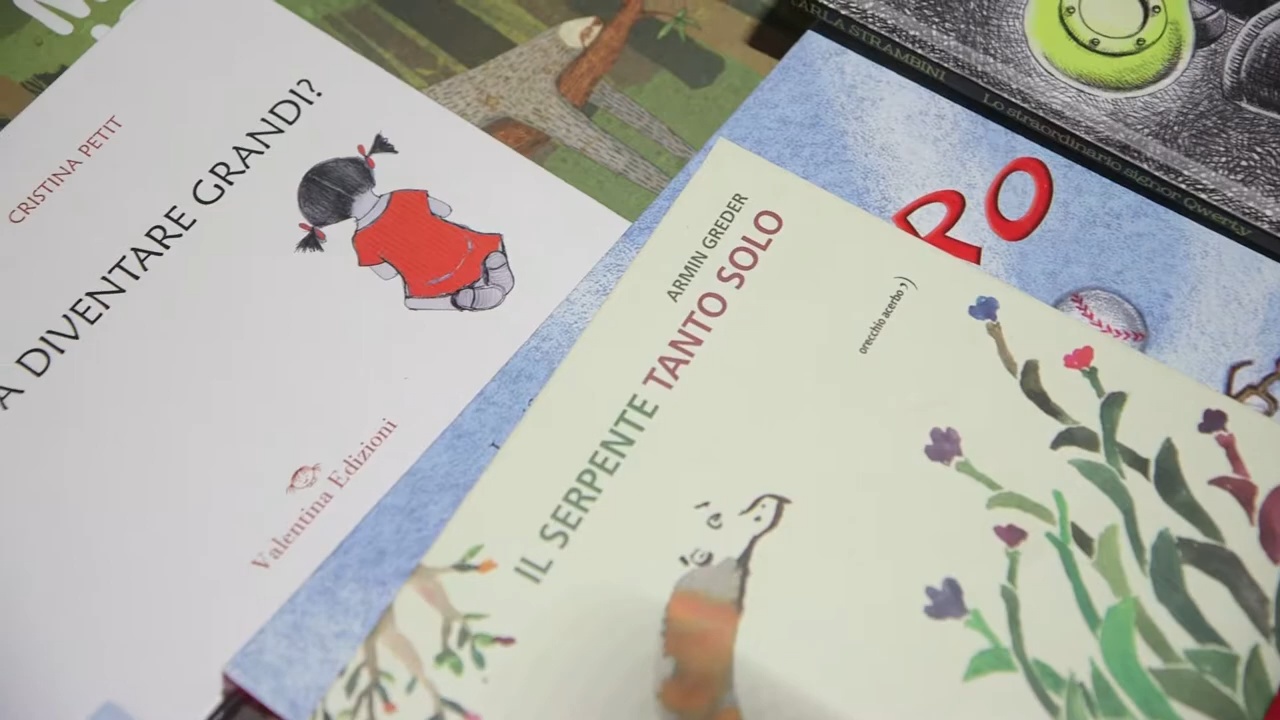 CRISTINA PETIT
A DIVENTARE GRANDI?
Valentina Edizioni
ARMIN GREDER
IL SERPENTE TANTO SOLO
orecchio acerbo
RO
CARLA STRAMBINI
Lo straordinario signor Qwerty